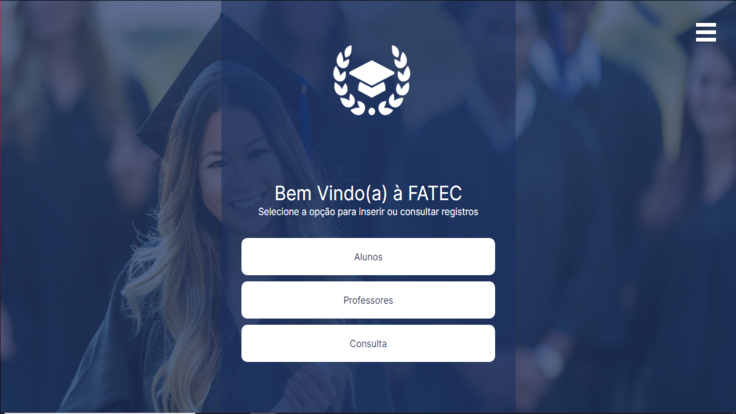 Bem Vindo(a) à FATEC
Selecione a opção para inserir ou consultar registros
Alunos
Professores
Consulta